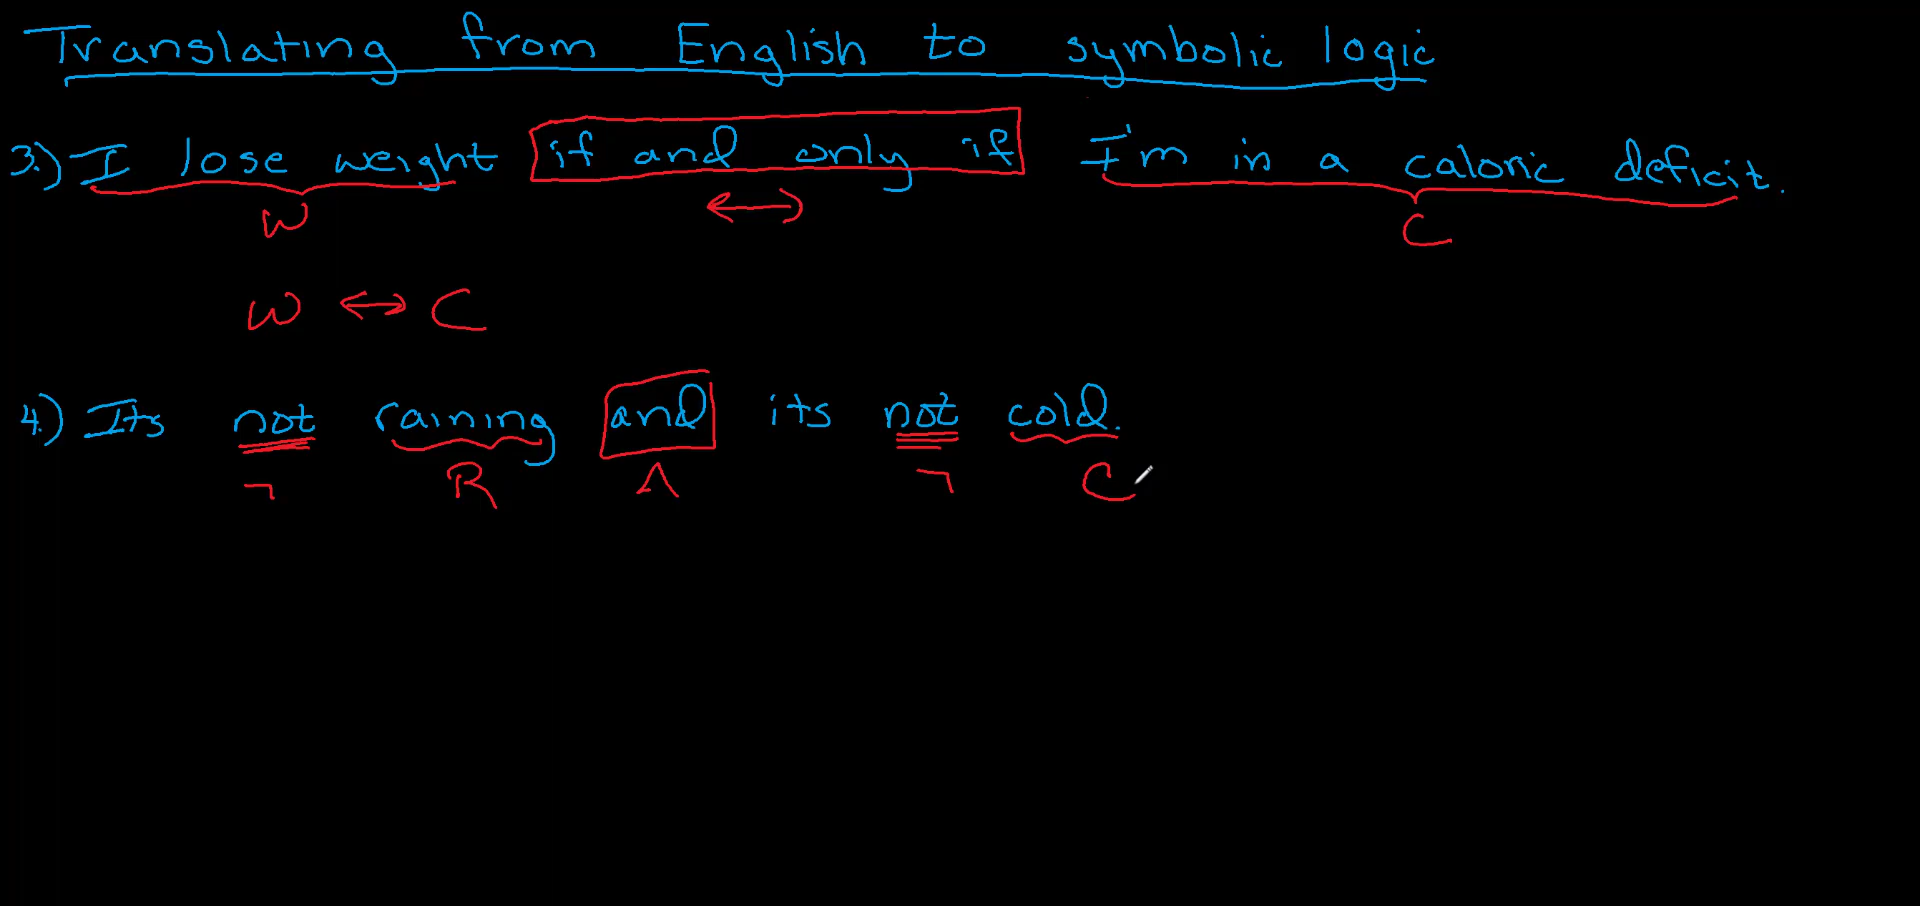 Translating from English to symbolic logic
3.) I lose weight if and only if I'm in a caloric deficit.
W ↔ C
W ↔ C
4.) Its not raining and its not cold.
¬ R ∧ ¬ C